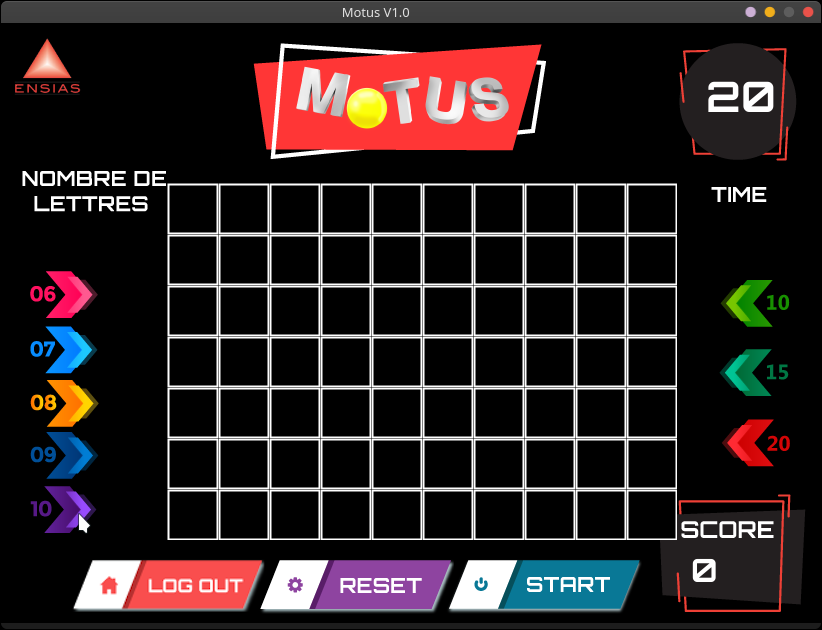 Motus V1.0
ENSIAS
MOTUS
20
NOMBRE DE
LETTRES
TIME
06
07
08
09
10
10
15
20
SCORE
0
LOG OUT
RESET
START